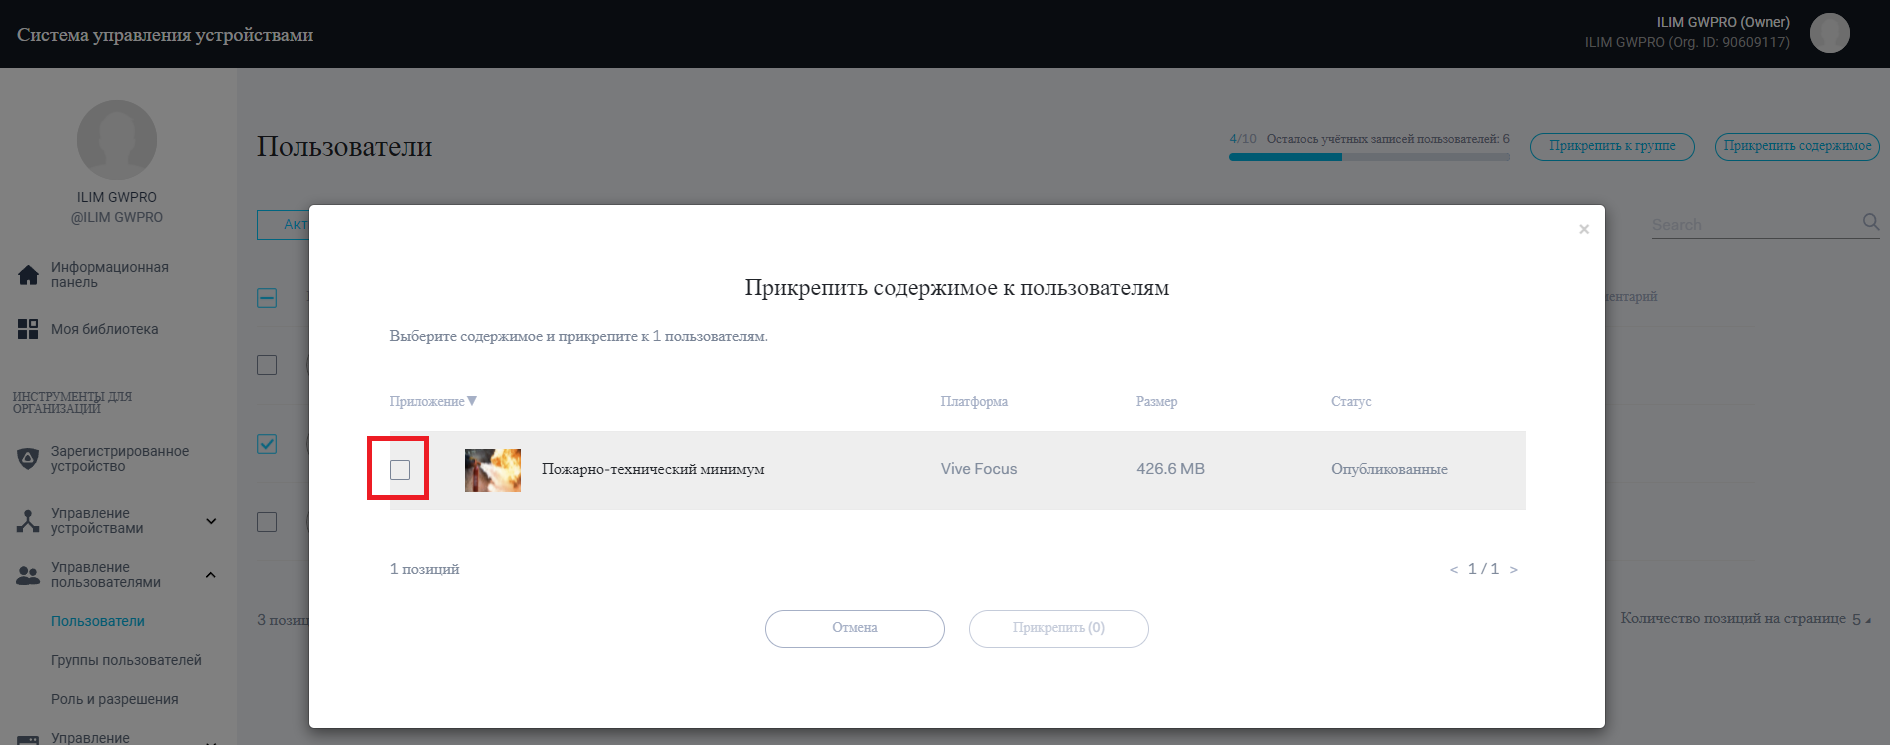 Система управления устройствами
ILIM GWPRO (Owner)
ILIM GWPRO (Org. ID: 90609117)
ILIM GWPRO
@ILIM GWPRO
Информационная
панель
Моя библиотека
ИНСТРУМЕНТЫ ДЛЯ
ОРГАНИЗАЦИЙ
Зарегистрированное
устройство
Управление
устройствами
Управление
пользователями
Пользователи
Группы пользователей
Роль и разрешения
Управление
Пользователи
4/10 Осталось учётных записей пользователей: 6
Прикрепить к группе
Прикрепить содержимое
Акт
Search
ентарий
3 позиц
Количество позиций на странице 5
×
Прикрепить содержимое к пользователям
Выберите содержимое и прикрепите к 1 пользователям.
Приложение▼ Платформа Размер Статус
Пожарно-технический минимум Vive Focus 426.6 MB Опубликованные
1 позиций
< 1 / 1 >
Отмена
Прикрепить (0)